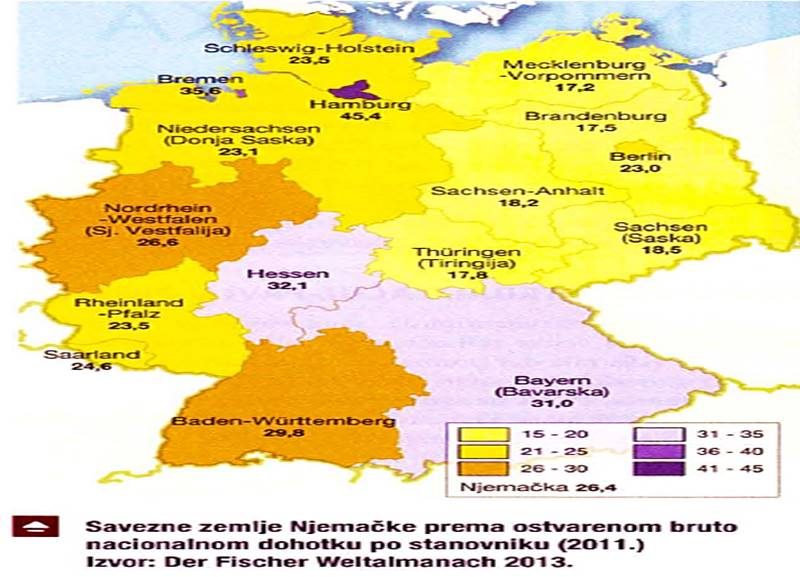 Schleswig-Holstein
23,5
Mecklenburg
-Vorpommern
17,2
Bremen
35,6
Hamburg
45,4
Brandenburg
17,5
Niedersachsen
(Donja Saska)
23,1
Berlin
23,0
Sachsen-Anhalt
18,2
Nordrhein
-Westfalen
(Sj. Vestfalija)
26,6
Sachsen
(Saska)
18,5
Thüringen
(Tiringija)
17,8
Hessen
32,1
Rheinland
-Pfalz
23,5
Saarland
24,6
Bayern
(Bavarska)
31,0
Baden-Württemberg
29,8
15 - 20
21 - 25
26 - 30
31 - 35
36 - 40
41 - 45
Njemačka 26,4
Savezne zemlje Njemačke prema ostvarenom bruto
nacionalnom dohotku po stanovniku (2011.)
Izvor: Der Fischer Weltalmanach 2013.